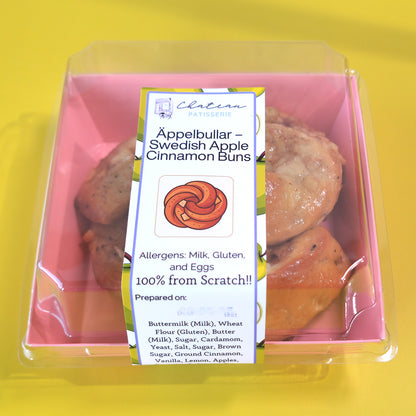 Chateau
PATISSERIE
Äppelbullar –
Swedish Apple
Cinnamon Buns
Allergens: Milk, Gluten,
and Eggs
100% from Scratch!!
Prepared on:
Buttermilk (Milk), Wheat
Flour (Gluten), Butter
(Milk), Sugar, Cardamom,
Yeast, Salt, Sugar, Brown
Sugar, Ground Cinnamon,
Vanilla, Lemon, Apples,